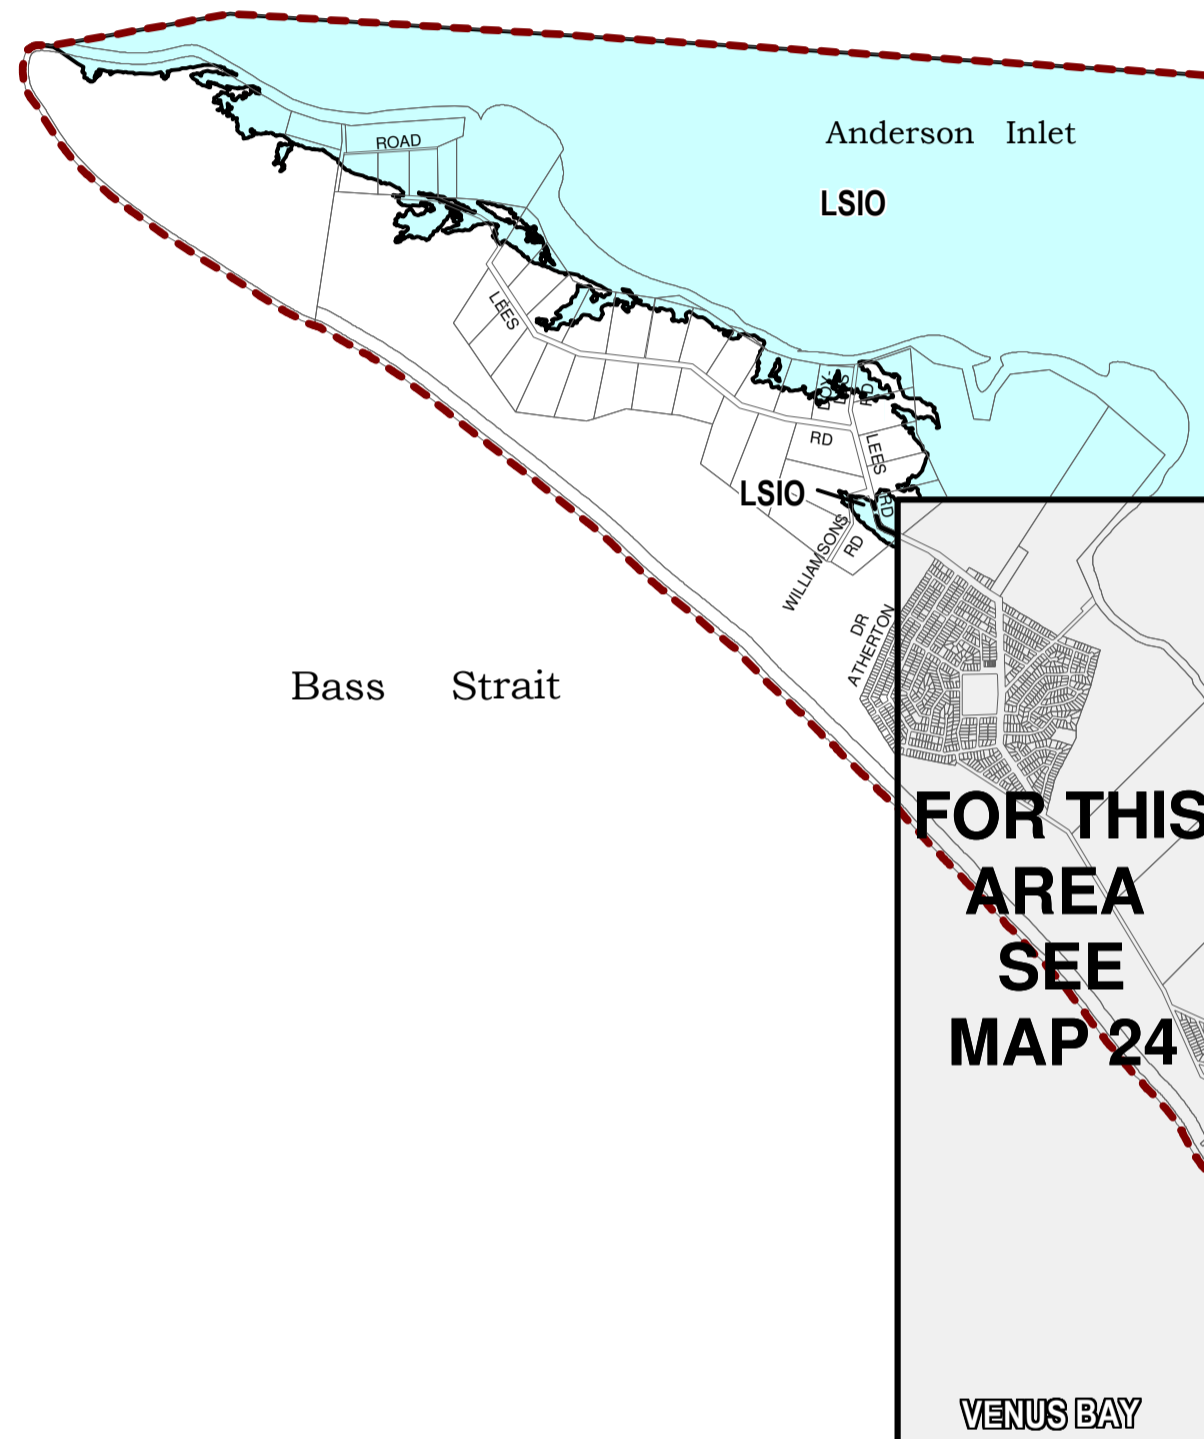 Anderson Inlet
LSIO
ROAD
LEES
RD
RD
LEES
LSIO
RD
WILLIAMSONS
RD
DR
ATHERTON
Bass Strait
FOR THIS
AREA
SEE
MAP 24
VENUS BAY